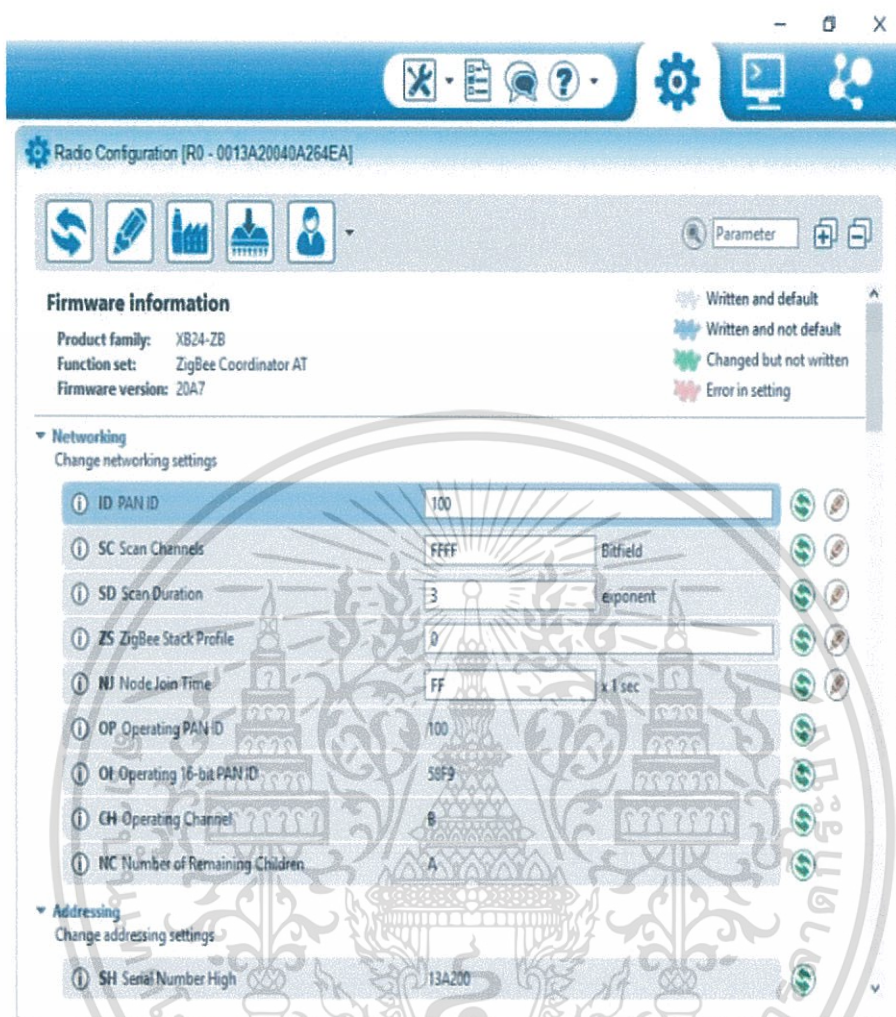 Radio Configuration [R0 - 0013A20040A264EA]
Parameter
Firmware information
Product family: XB24-ZB
Function set: ZigBee Coordinator AT
Firmware version: 20A7
Written and default
Written and not default
Changed but not written
Error in setting
Networking
Change networking settings
ID PAN ID 100
SC Scan Channels FFFF Bitfield
SD Scan Duration 3 exponent
ZS ZigBee Stack Profile 0
NJ Node Join Time FF x 1 sec
OP Operating PAN ID 100
OI Operating 16-bit PAN ID 58F9
CH Operating Channel B
NC Number of Remaining Children A
Addressing
Change addressing settings
SH Serial Number High 13A200